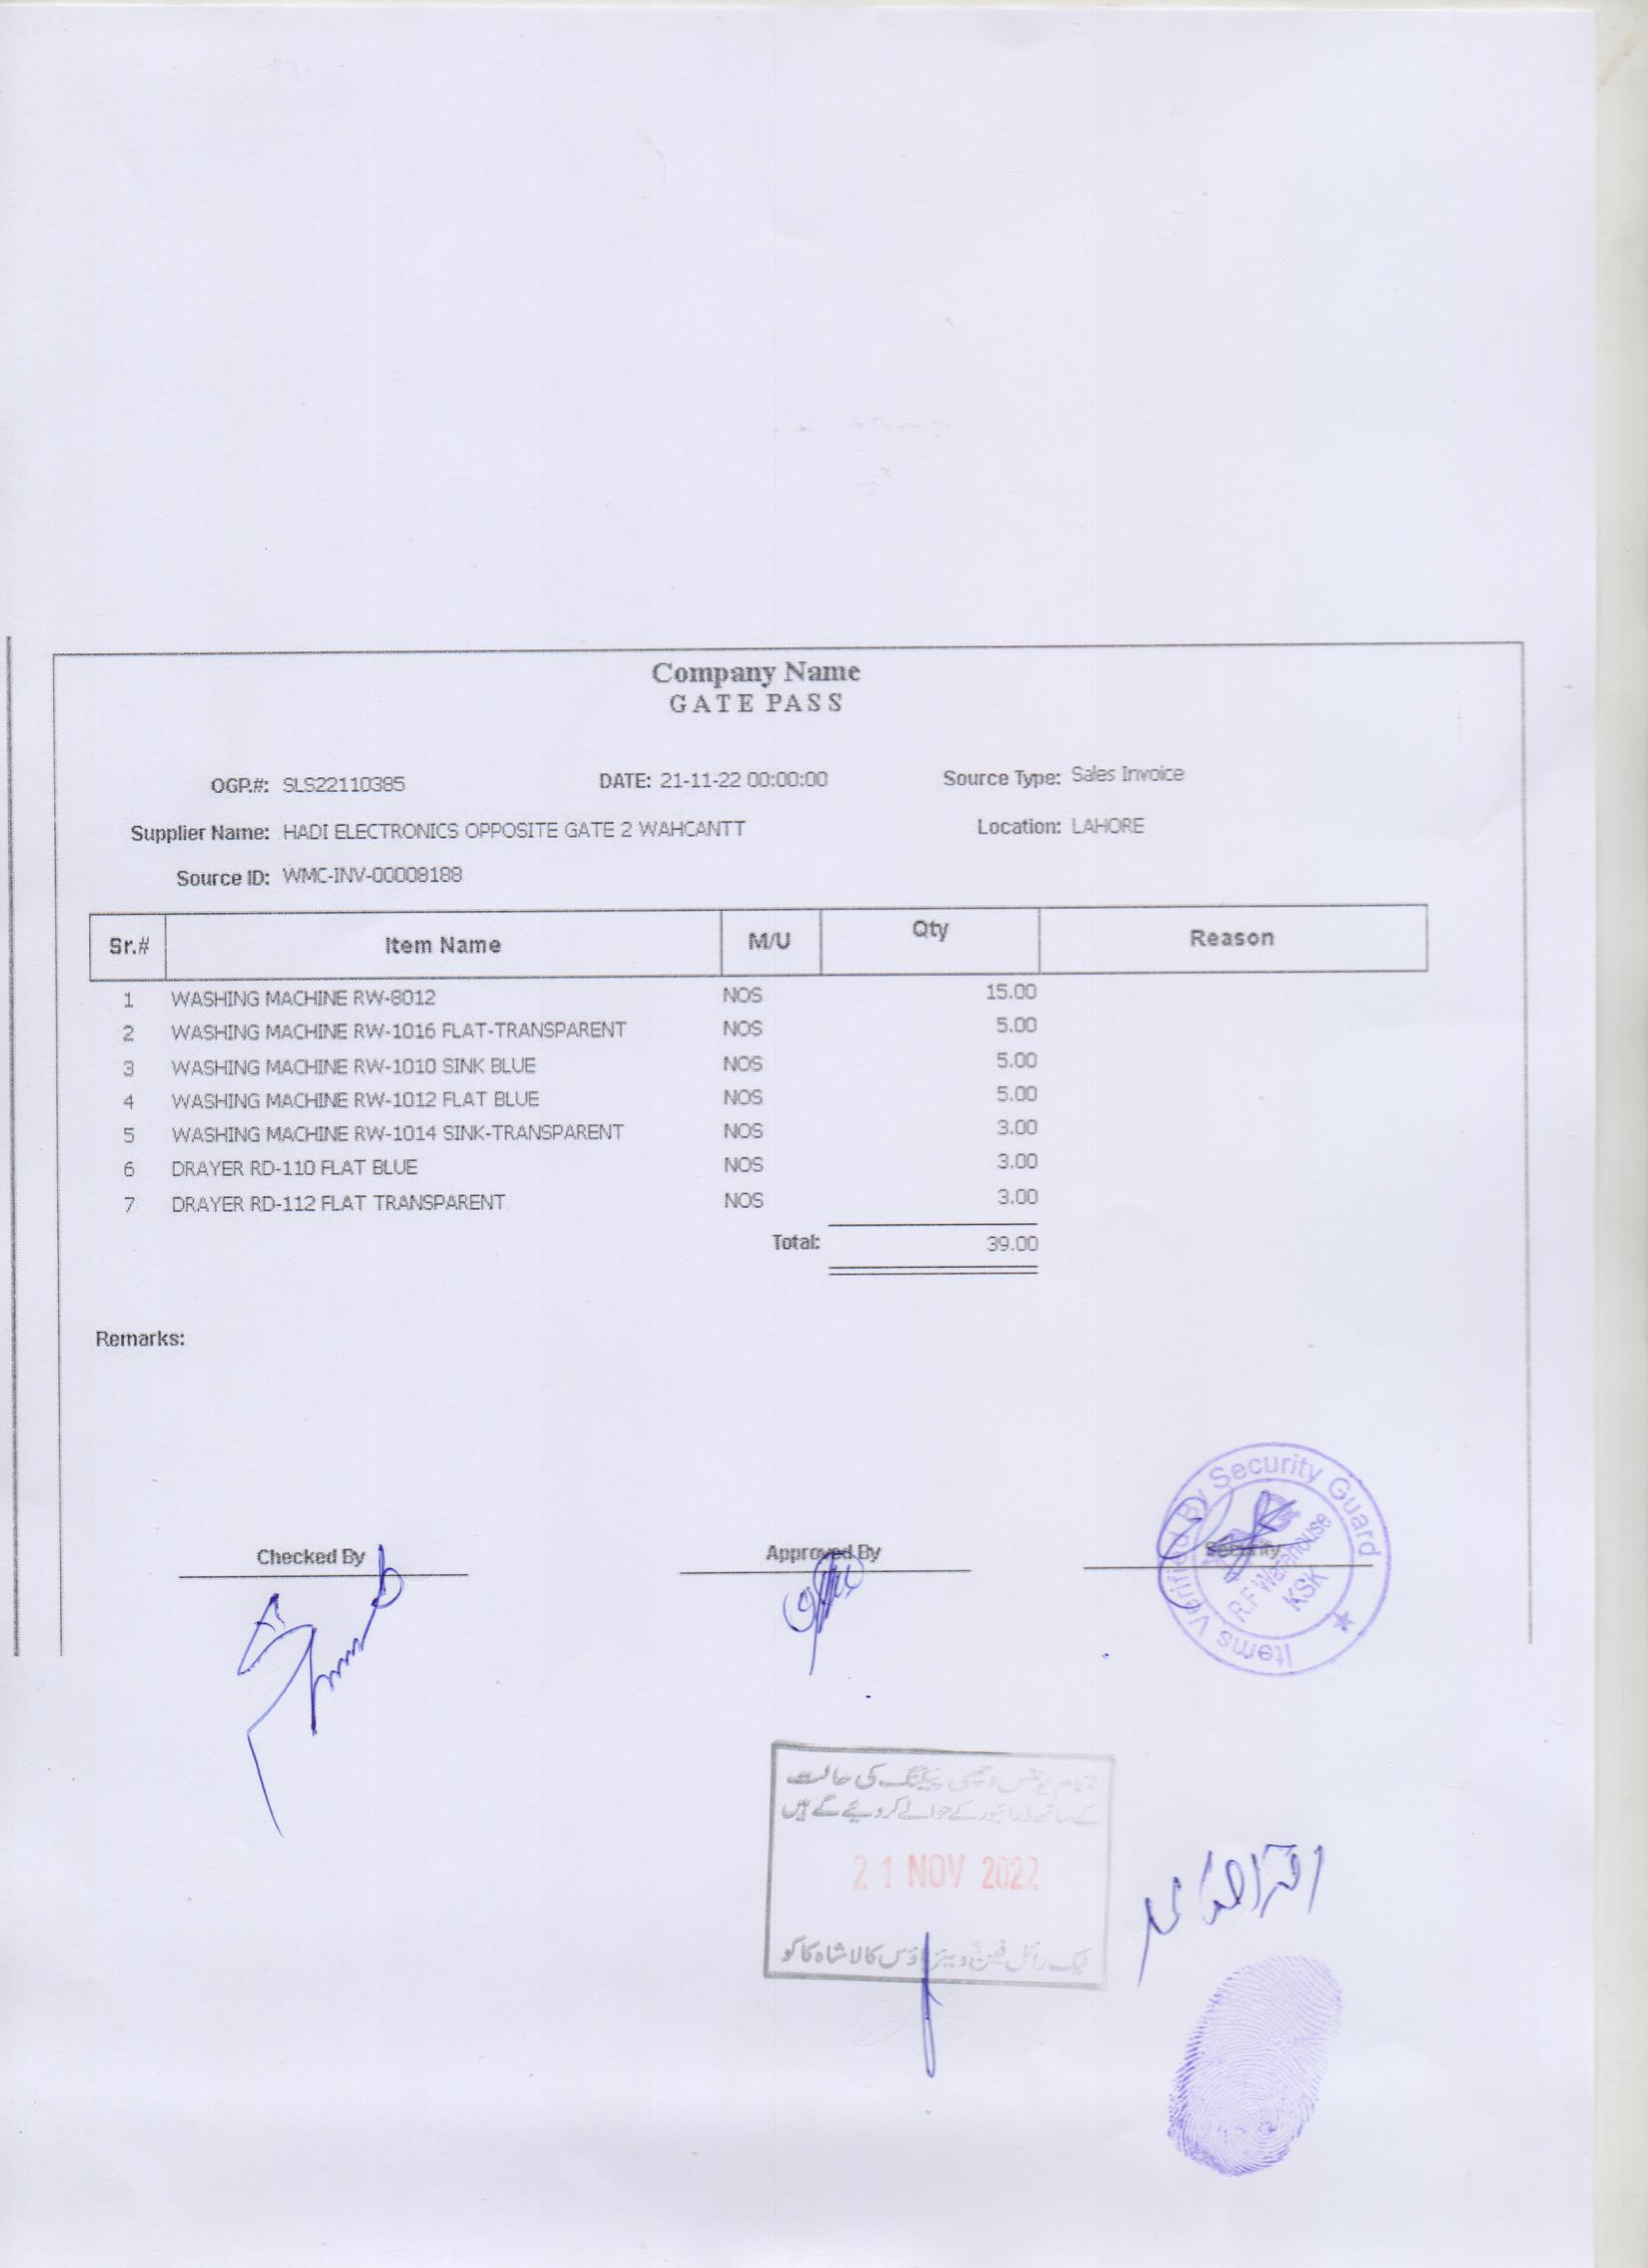 Company Name
GATE PASS
OGP.#: SLS22110385 DATE: 21-11-22 00:00:00 Source Type: Sales Invoice
Supplier Name: HADI ELECTRONICS OPPOSITE GATE 2 WAHCANTT Location: LAHORE
Source ID: WMC-INV-00008188
Sr.# Item Name M/U Qty Reason
1 WASHING MACHINE RW-8012 NOS 15.00
2 WASHING MACHINE RW-1016 FLAT-TRANSPARENT NOS 5.00
3 WASHING MACHINE RW-1010 SINK BLUE NOS 5.00
4 WASHING MACHINE RW-1012 FLAT BLUE NOS 5.00
5 WASHING MACHINE RW-1014 SINK-TRANSPARENT NOS 3.00
6 DRAYER RD-110 FLAT BLUE NOS 3.00
7 DRAYER RD-112 FLAT TRANSPARENT NOS 3.00
Total: 39.00
Remarks:
Checked By Approved By Security
Items Verified By Security Guard
R.F Warehouse
KSK
تمام یونٹس اچھی پیکنگ کی حالت
کے ساتھ ڈرائیور کے حوالے کر دیئے گے ہیں
21 NOV 2022
رائل فین ویئر ہاؤس کالا شاہ کاکو